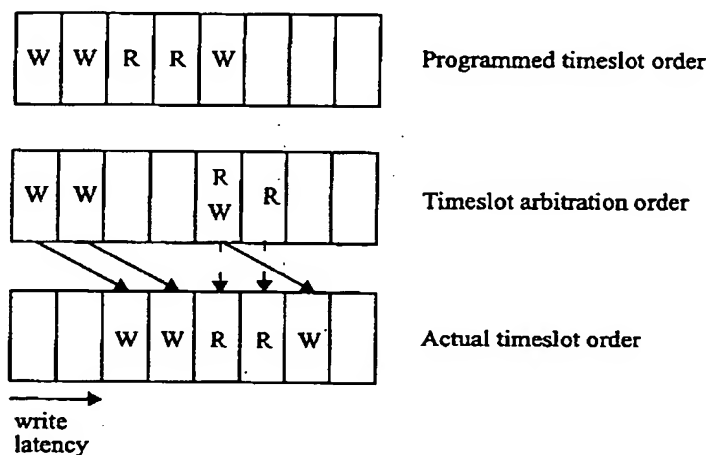 W W R R W Programmed timeslot order
R
W W W R Timeslot arbitration order
W W R R W Actual timeslot order
write
latency